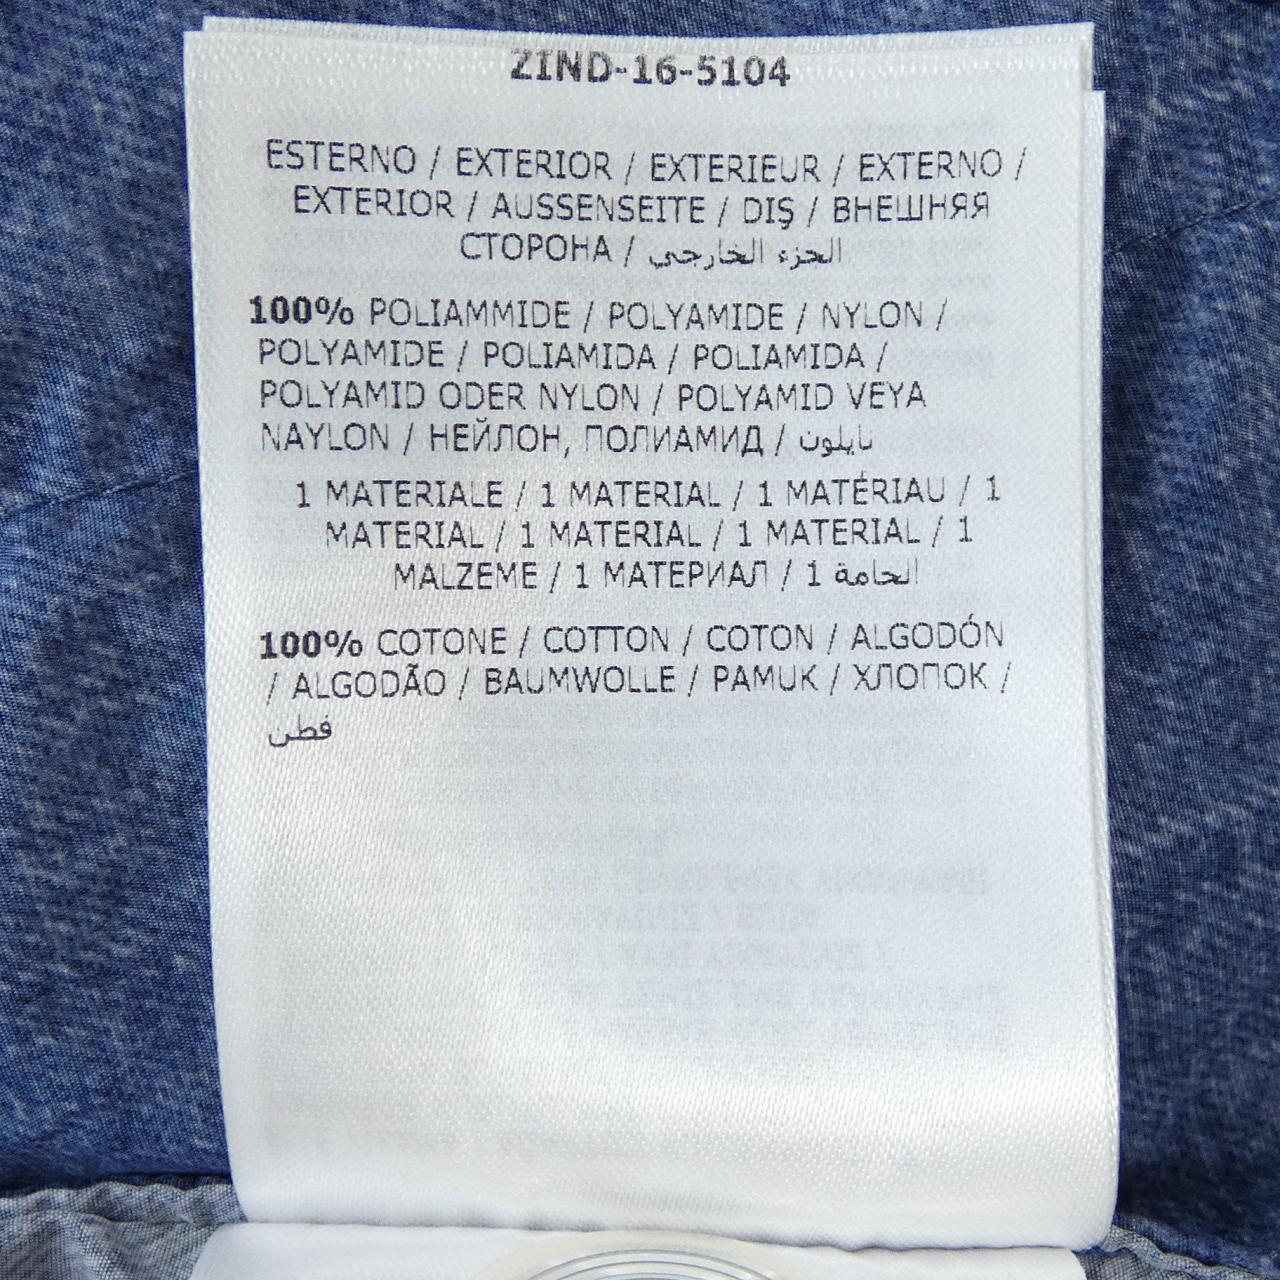 ZIND-16-5104
ESTERNO / EXTERIOR / EXTERIEUR / EXTERNO /
EXTERIOR / AUSSENSEITE / DIŞ / ВНЕШНЯЯ
СТОРОНА / الجزء الخارجي
100% POLIAMMIDE / POLYAMIDE / NYLON /
POLYAMIDE / POLIAMIDA / POLIAMIDA /
POLYAMID ODER NYLON / POLYAMID VEYA
NAYLON / НЕЙЛОН, ПОЛИАМИД / نايلون
1 MATERIALE / 1 MATERIAL / 1 MATÉRIAU / 1
MATERIAL / 1 MATERIAL / 1 MATERIAL / 1
MALZEME / 1 МАТЕРИАЛ / 1 الخامة
100% COTONE / COTTON / COTON / ALGODÓN
/ ALGODÃO / BAUMWOLLE / PAMUK / ХЛОПОК /
قطن